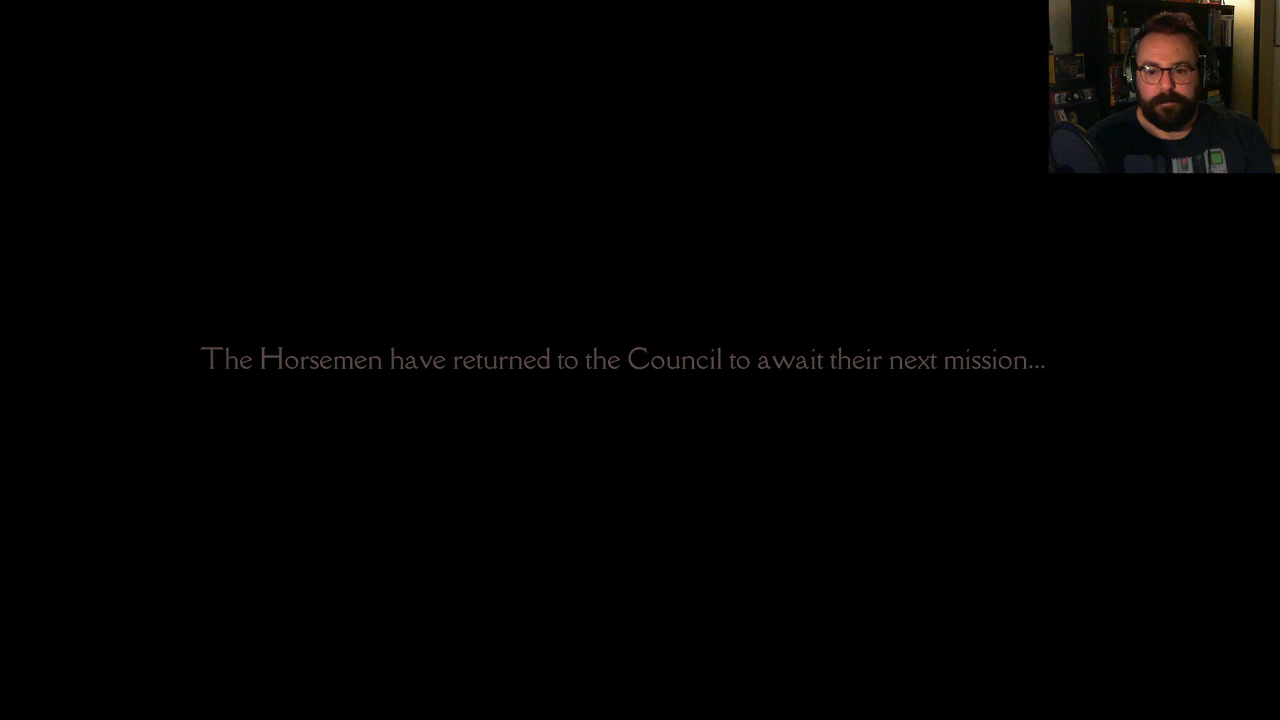 The Horsemen have returned to the Council to await their next mission...